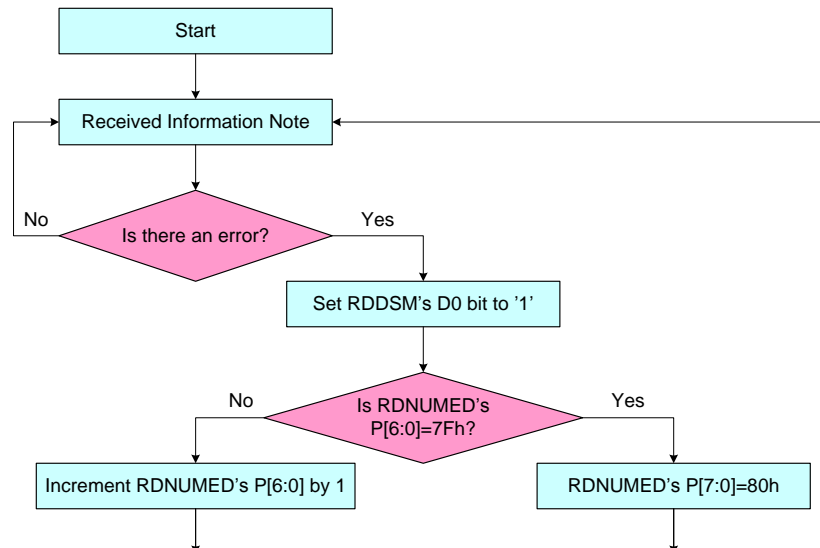 Start
Received Information Note
No
Yes
Is there an error?
Set RDDSM's D0 bit to '1'
No
Yes
Is RDNUMED's
P[6:0]=7Fh?
Increment RDNUMED's P[6:0] by 1
RDNUMED's P[7:0]=80h